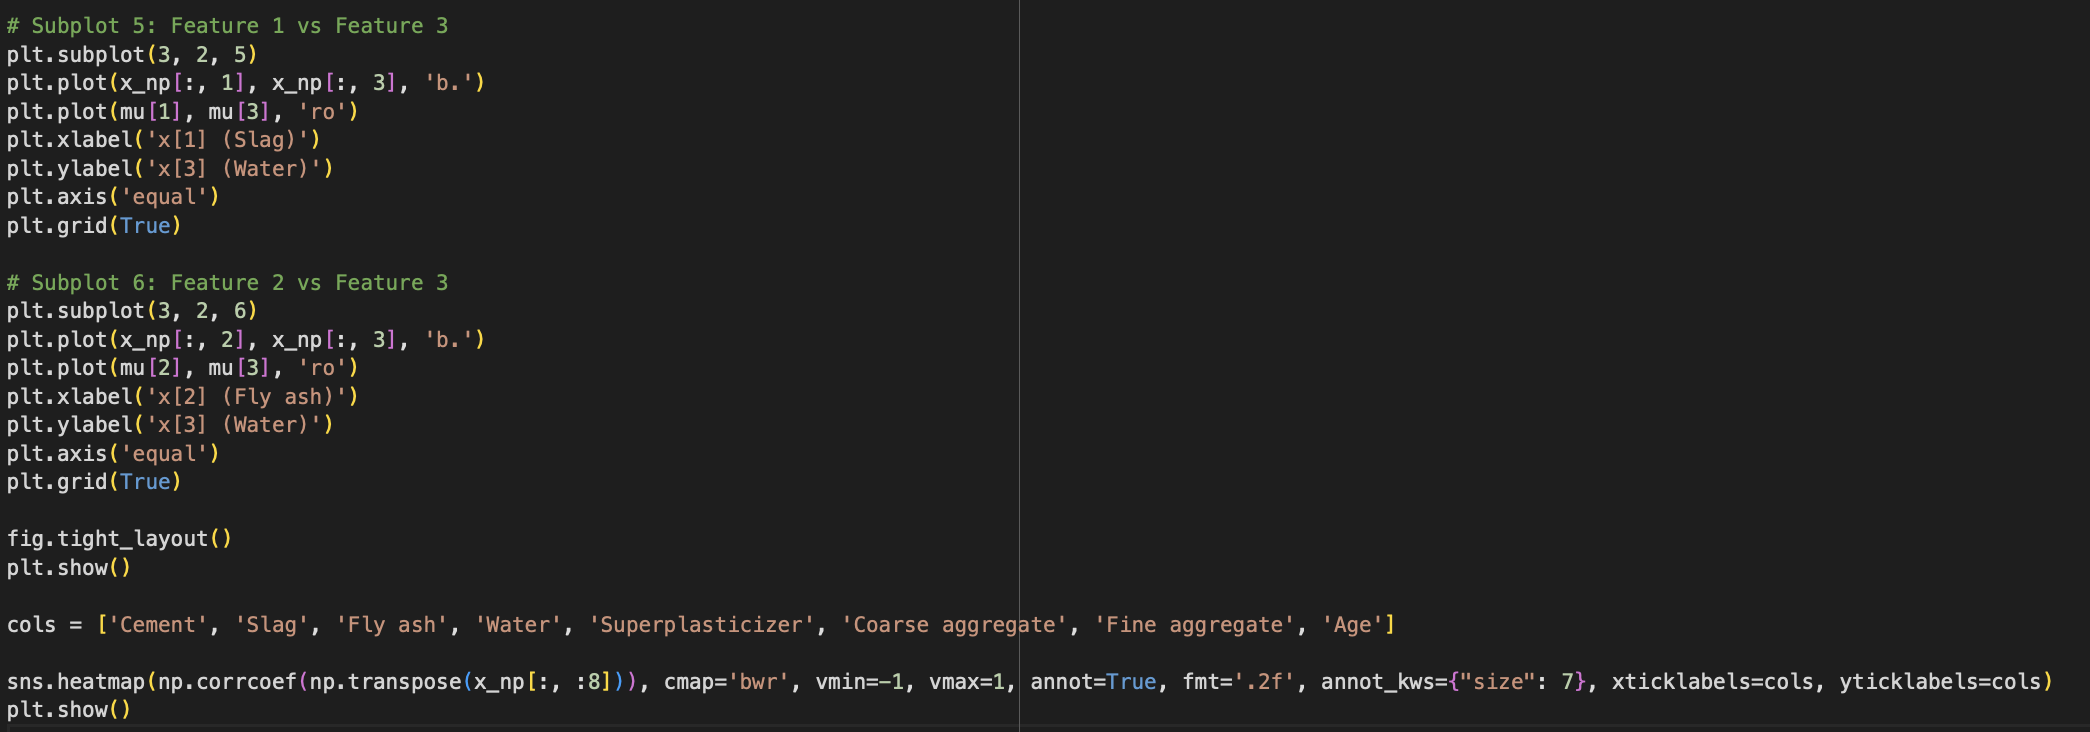 # Subplot 5: Feature 1 vs Feature 3
plt.subplot(3, 2, 5)
plt.plot(x_np[:, 1], x_np[:, 3], 'b.')
plt.plot(mu[1], mu[3], 'ro')
plt.xlabel('x[1] (Slag)')
plt.ylabel('x[3] (Water)')
plt.axis('equal')
plt.grid(True)

# Subplot 6: Feature 2 vs Feature 3
plt.subplot(3, 2, 6)
plt.plot(x_np[:, 2], x_np[:, 3], 'b.')
plt.plot(mu[2], mu[3], 'ro')
plt.xlabel('x[2] (Fly ash)')
plt.ylabel('x[3] (Water)')
plt.axis('equal')
plt.grid(True)

fig.tight_layout()
plt.show()

cols = ['Cement', 'Slag', 'Fly ash', 'Water', 'Superplasticizer', 'Coarse aggregate', 'Fine aggregate', 'Age']

sns.heatmap(np.corrcoef(np.transpose(x_np[:, :8])), cmap='bwr', vmin=-1, vmax=1, annot=True, fmt='.2f', annot_kws={"size": 7}, xticklabels=cols, yticklabels=cols)
plt.show()